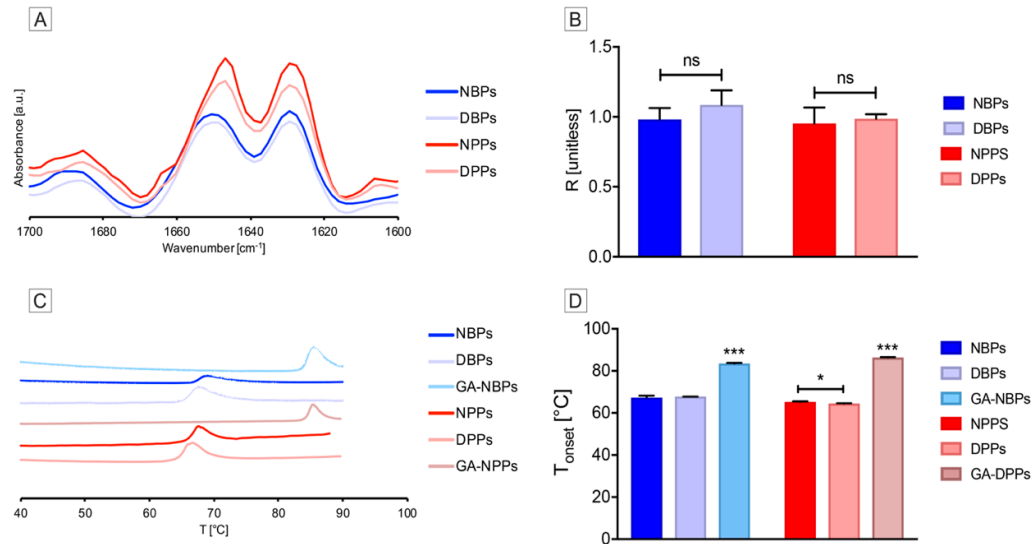 A
Absorbance [a.u.]
1700 1680 1660 1640 1620 1600
Wavenumber [cm⁻¹]
NBPs
DBPs
NPPs
DPPs
B
R [unitless]
1.5
1.0
0.5
0.0
ns
ns
NBPs
DBPs
NPPS
DPPs
C
40 50 60 70 80 90 100
T [°C]
NBPs
DBPs
GA-NBPs
NPPs
DPPs
GA-NPPs
D
Tonset [°C]
100
80
60
40
20
0
***
*
***
NBPs
DBPs
GA-NBPs
NPPS
DPPs
GA-DPPs